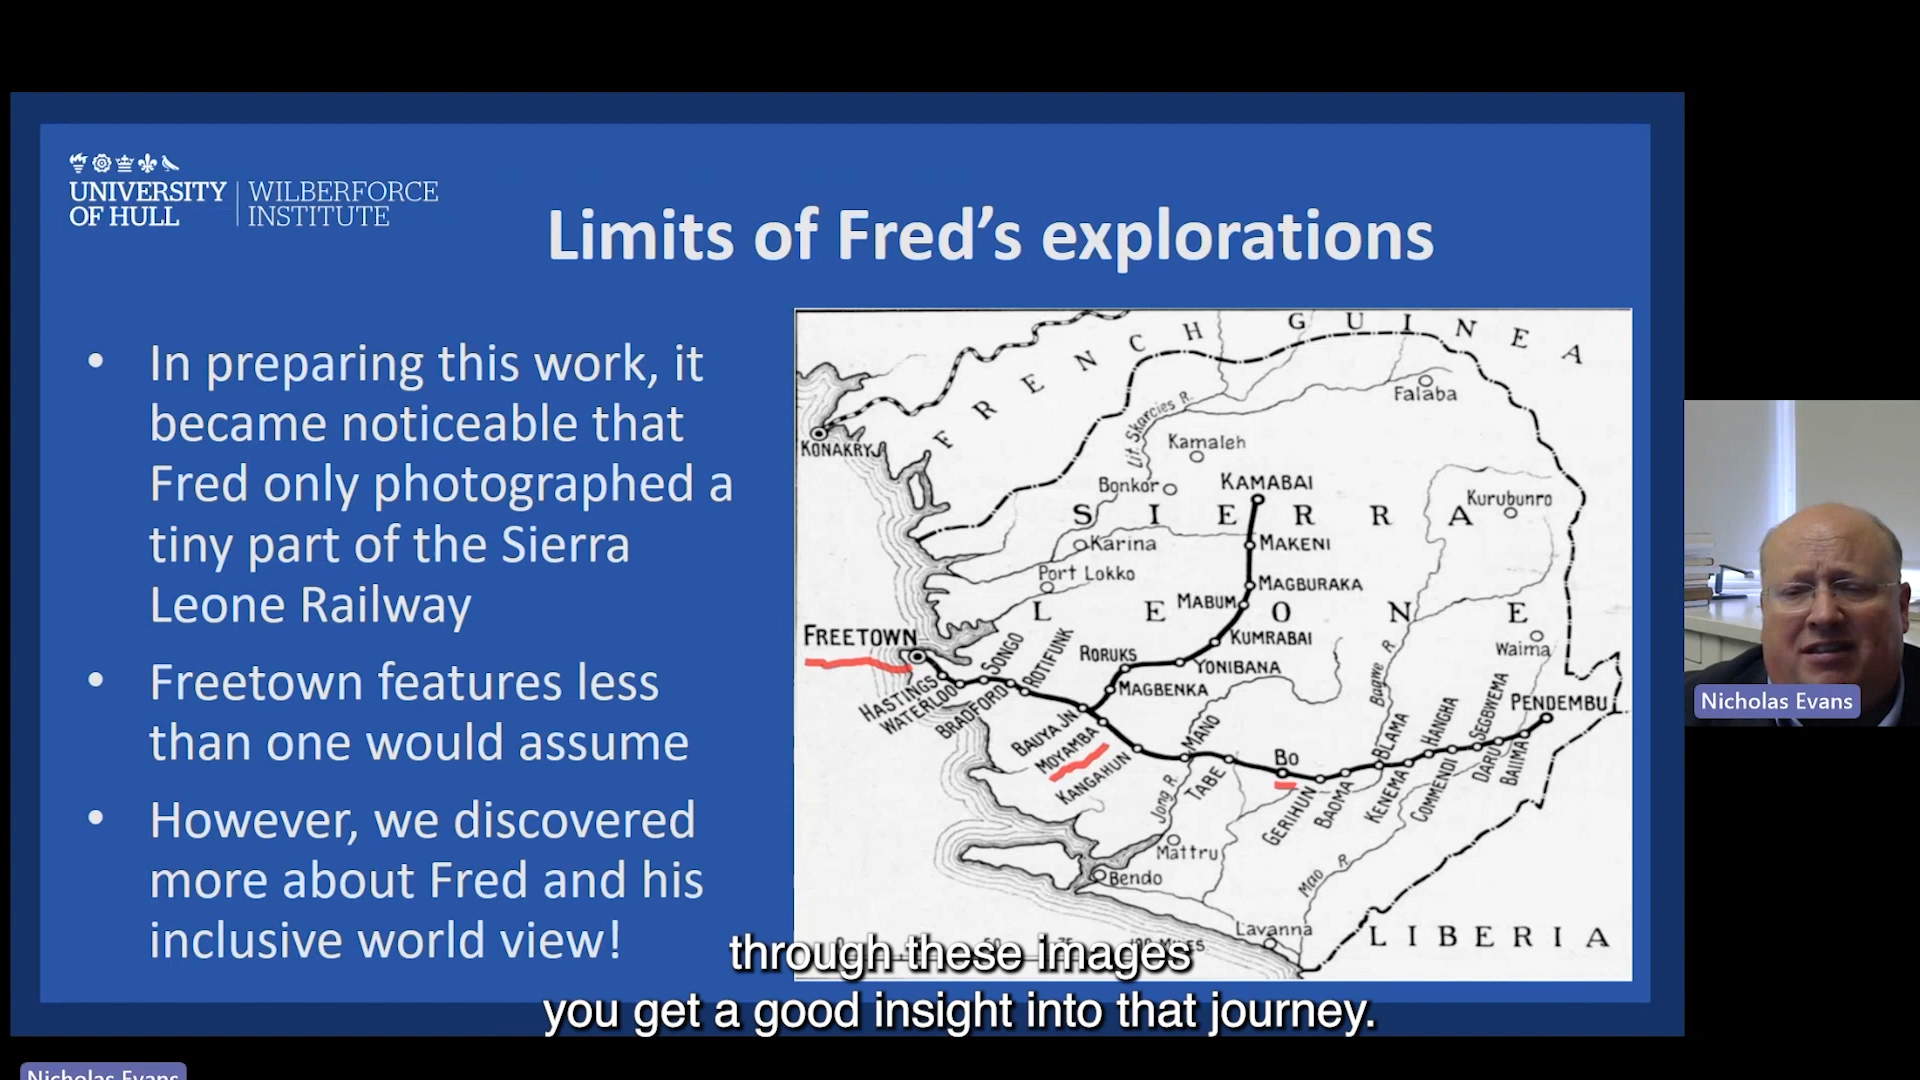 UNIVERSITY
OF HULL
WILBERFORCE
INSTITUTE
Limits of Fred's explorations
• In preparing this work, it
became noticeable that
Fred only photographed a
tiny part of the Sierra
Leone Railway
• Freetown features less
than one would assume
• However, we discovered
more about Fred and his
inclusive world view!
FRENCH GUINEA
KONAKRY
Falaba
Lit. Skarcies R.
Kamaleh
Bonkor
KAMABAI
Kurubunro
SIERRA
Karina
MAKENI
Port Lokko
MAGBURAKA
MABUM
LEONE
FREETOWN
SONGO
ROTIFUNK
RORUKS
KUMRABAI
YONIBANA
Waima
HASTINGS
WATERLOO
BRADFORD
MAGBENKA
Bagwe R.
PENDEMBU
BAUYA JN
MOYAMBA
KANGAHUN
MANO
TABE
Bo
BLAMA
HANGHA
SEGBWEMA
GERIHUN
BAOMA
KENEMA
COMMENDI
DARU
BAIIMA
Jong R.
Mattru
Bendo
Mao R.
Lavanna
LIBERIA
through these images
you get a good insight into that journey.
Nicholas Evans
Nicholas Evans